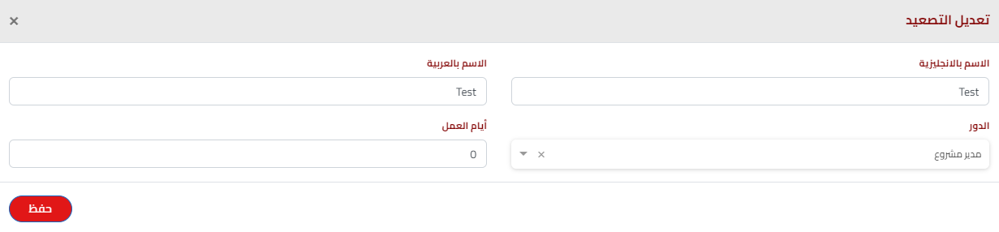 تعديل التصعيد
×
الاسم بالانجليزية
الاسم بالعربية
Test
Test
الدور
أيام العمل
مدير مشروع
×
0
حفظ